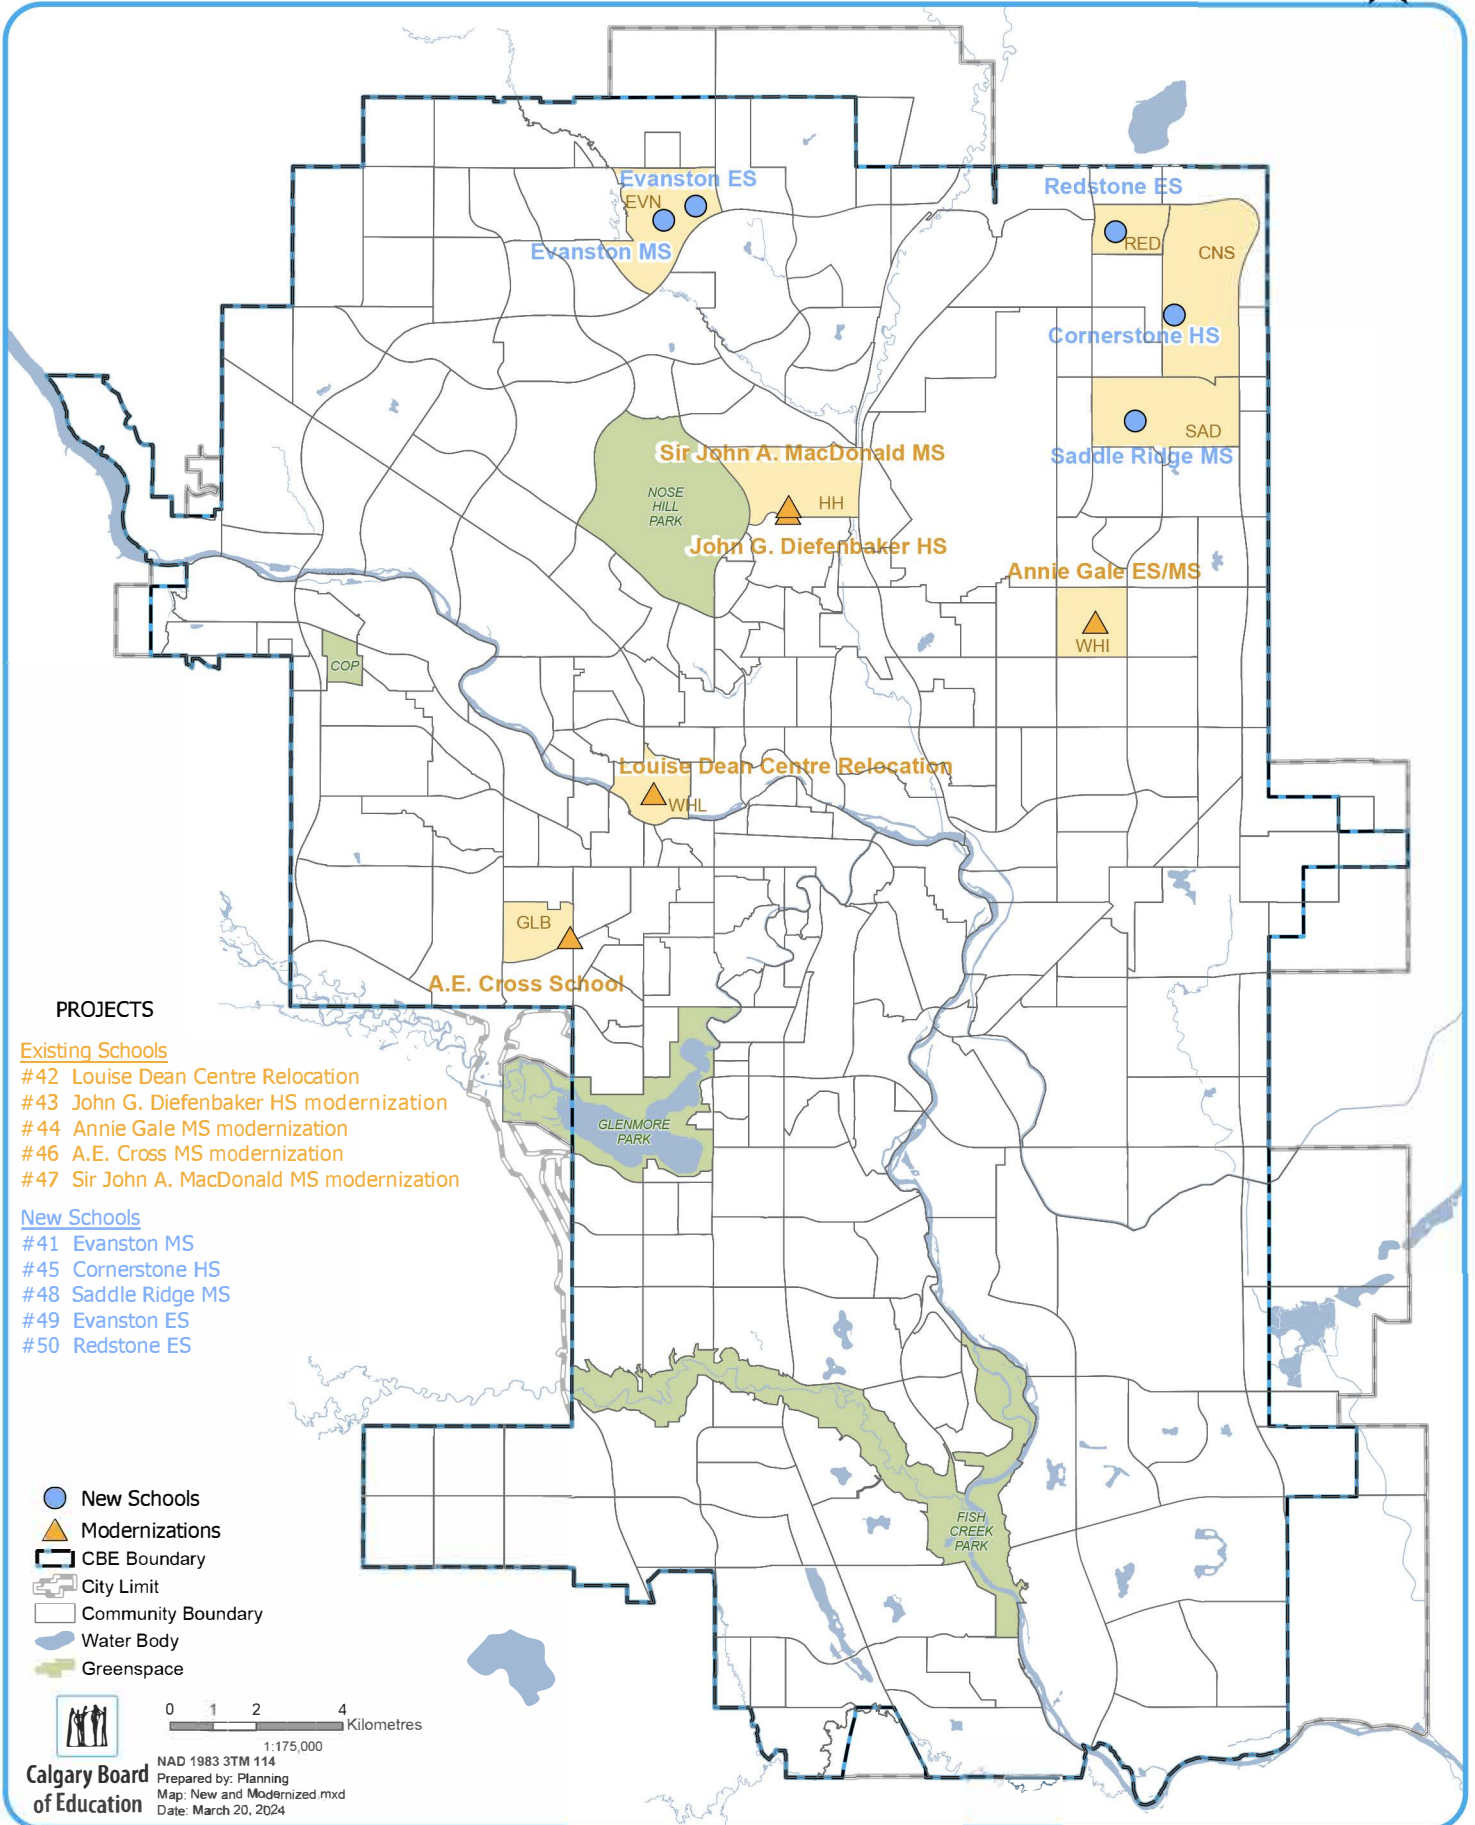 Evanston ES
EVN
Evanston MS
Redstone ES
RED
CNS
Cornerstone HS
SAD
Saddle Ridge MS
Sir John A. MacDonald MS
NOSE
HILL
PARK
HH
John G. Diefenbaker HS
Annie Gale ES/MS
WHI
COP
Louise Dean Centre Relocation
WHL
GLB
A.E. Cross School
GLENMORE
PARK
FISH
CREEK
PARK
PROJECTS
Existing Schools
#42 Louise Dean Centre Relocation
#43 John G. Diefenbaker HS modernization
#44 Annie Gale MS modernization
#46 A.E. Cross MS modernization
#47 Sir John A. MacDonald MS modernization
New Schools
#41 Evanston MS
#45 Cornerstone HS
#48 Saddle Ridge MS
#49 Evanston ES
#50 Redstone ES
New Schools
Modernizations
CBE Boundary
City Limit
Community Boundary
Water Body
Greenspace
0 1 2 4
Kilometres
1:175,000
Calgary Board
of Education
NAD 1983 3TM 114
Prepared by: Planning
Map: New and Modernized.mxd
Date: March 20, 2024